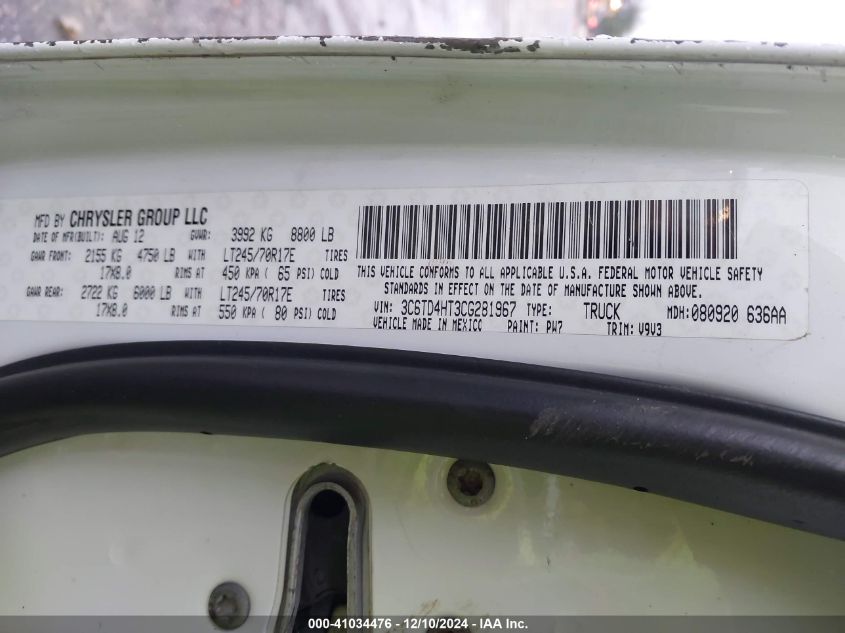 MFD BY CHRYSLER GROUP LLC
DATE OF MFR(BUILT): AUG 12 GVWR: 3992 KG 8800 LB
GAWR FRONT: 2155 KG 4750 LB WITH LT245/70R17E TIRES
17X8.0 RIMS AT 450 KPA ( 65 PSI) COLD
GAWR REAR: 2722 KG 6000 LB WITH LT245/70R17E TIRES
17X8.0 RIMS AT 550 KPA ( 80 PSI) COLD
THIS VEHICLE CONFORMS TO ALL APPLICABLE U.S.A. FEDERAL MOTOR VEHICLE SAFETY
STANDARDS IN EFFECT ON THE DATE OF MANUFACTURE SHOWN ABOVE.
VIN: 3C6TD4HT3CG281967 TYPE: TRUCK MDH:080920 636AA
VEHICLE MADE IN MEXICO PAINT: PW7 TRIM: V9V3
000-41034476 - 12/10/2024 - IAA Inc.